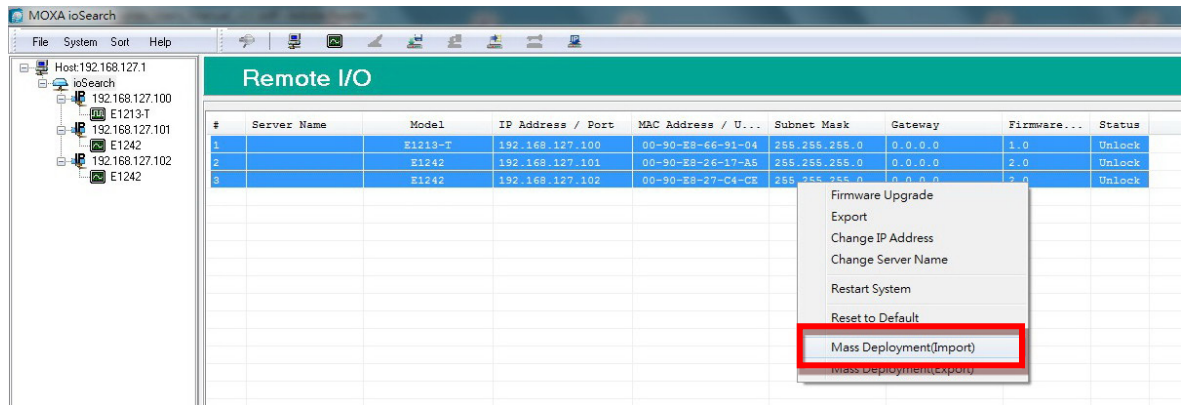 MOXA ioSearch
File System Sort Help
Host:192.168.127.1
ioSearch
192.168.127.100
E1213-T
192.168.127.101
E1242
192.168.127.102
E1242
Remote I/O
# Server Name Model IP Address / Port MAC Address / U... Subnet Mask Gateway Firmware... Status
1 E1213-T 192.168.127.100 00-90-E8-66-91-04 255.255.255.0 0.0.0.0 1.0 Unlock
2 E1242 192.168.127.101 00-90-E8-26-17-A5 255.255.255.0 0.0.0.0 2.0 Unlock
3 E1242 192.168.127.102 00-90-E8-27-C4-CE 255.255.255.0 0.0.0.0 2.0 Unlock
Firmware Upgrade
Export
Change IP Address
Change Server Name
Restart System
Reset to Default
Mass Deployment(Import)
Mass Deployment(Export)